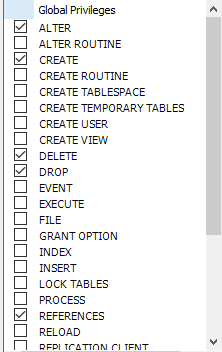 Global Privileges
ALTER
ALTER ROUTINE
CREATE
CREATE ROUTINE
CREATE TABLESPACE
CREATE TEMPORARY TABLES
CREATE USER
CREATE VIEW
DELETE
DROP
EVENT
EXECUTE
FILE
GRANT OPTION
INDEX
INSERT
LOCK TABLES
PROCESS
REFERENCES
RELOAD
REPLICATION CLIENT